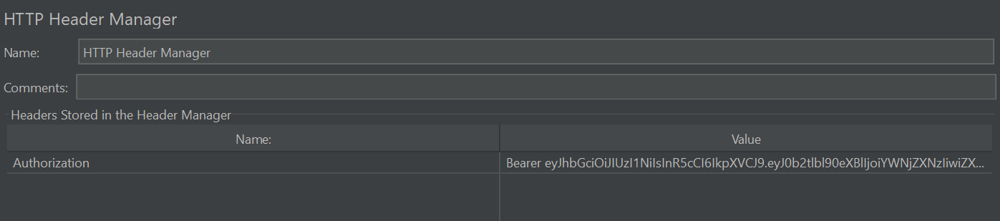 HTTP Header Manager
Name: HTTP Header Manager
Comments:
Headers Stored in the Header Manager
Name: Value
Authorization Bearer eyJhbGciOiJIUzI1NiIsInR5cCI6IkpXVCJ9.eyJ0b2tlbl90eXBlIjoiYWNjZXNzIiwiZX...